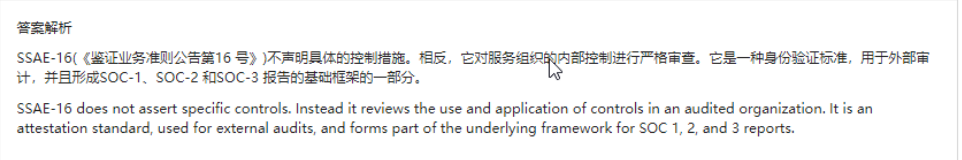 答案解析
SSAE-16(《鉴证业务准则公告第16 号》)不声明具体的控制措施。相反，它对服务组织的内部控制进行严格审查。它是一种身份验证标准，用于外部审
计，并且形成SOC-1、SOC-2 和SOC-3 报告的基础框架的一部分。
SSAE-16 does not assert specific controls. Instead it reviews the use and application of controls in an audited organization. It is an
attestation standard, used for external audits, and forms part of the underlying framework for SOC 1, 2, and 3 reports.